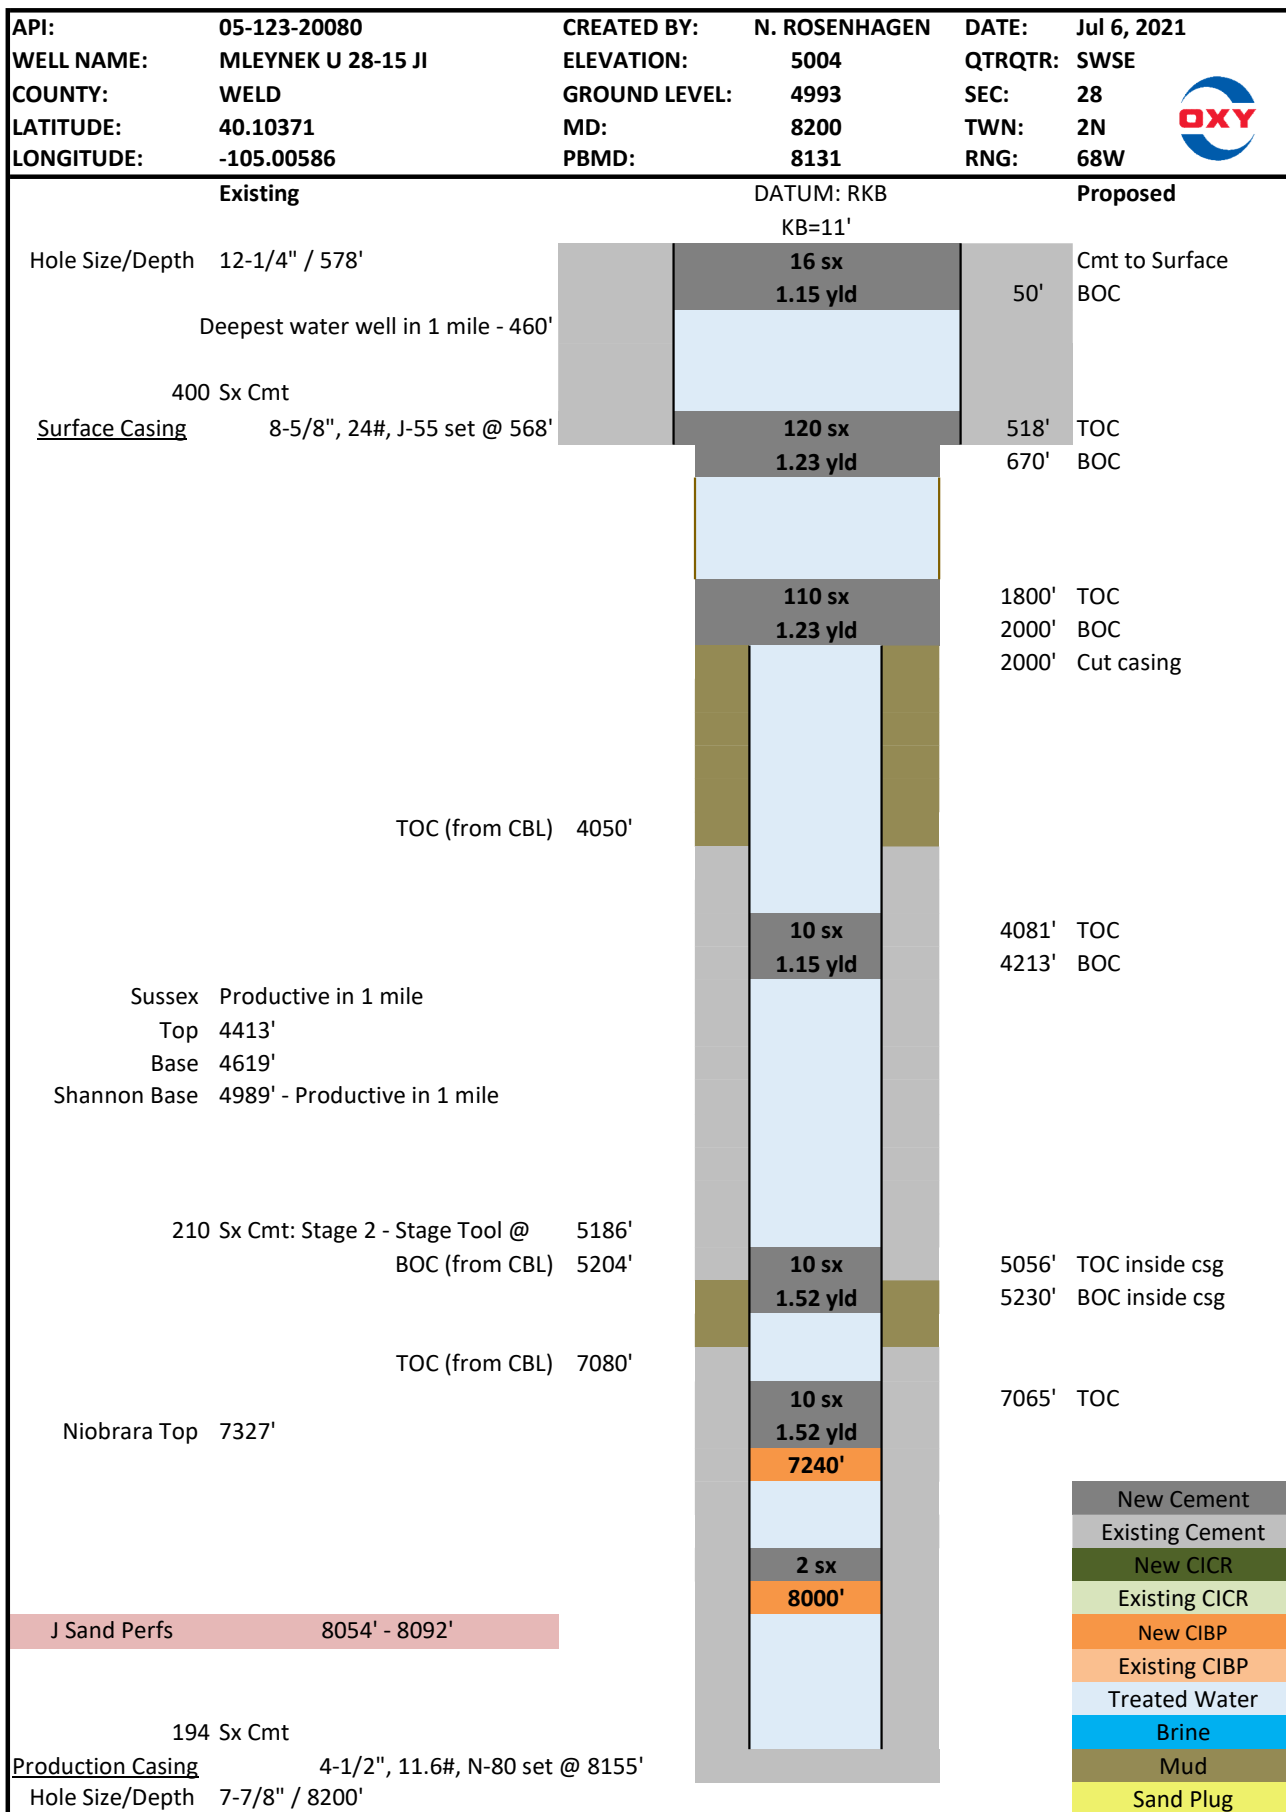 API: 05-123-20080 CREATED BY: N. ROSENHAGEN DATE: Jul 6, 2021
WELL NAME: MLEYNEK U 28-15 JI ELEVATION: 5004 QTRQTR: SWSE
COUNTY: WELD GROUND LEVEL: 4993 SEC: 28
LATITUDE: 40.10371 MD: 8200 TWN: 2N
LONGITUDE: -105.00586 PBMD: 8131 RNG: 68W
OXY
Existing DATUM: RKB Proposed
KB=11'
Hole Size/Depth 12-1/4" / 578' 16 sx Cmt to Surface
1.15 yld 50' BOC
Deepest water well in 1 mile - 460'
400 Sx Cmt
Surface Casing 8-5/8", 24#, J-55 set @ 568' 120 sx 518' TOC
1.23 yld 670' BOC
110 sx 1800' TOC
1.23 yld 2000' BOC
2000' Cut casing
TOC (from CBL) 4050'
10 sx 4081' TOC
1.15 yld 4213' BOC
Sussex Productive in 1 mile
Top 4413'
Base 4619'
Shannon Base 4989' - Productive in 1 mile
210 Sx Cmt: Stage 2 - Stage Tool @ 5186'
BOC (from CBL) 5204' 10 sx 5056' TOC inside csg
1.52 yld 5230' BOC inside csg
TOC (from CBL) 7080'
10 sx 7065' TOC
Niobrara Top 7327' 1.52 yld
7240'
New Cement
Existing Cement
2 sx New CICR
8000' Existing CICR
J Sand Perfs 8054' - 8092' New CIBP
Existing CIBP
Treated Water
194 Sx Cmt Brine
Production Casing 4-1/2", 11.6#, N-80 set @ 8155' Mud
Hole Size/Depth 7-7/8" / 8200' Sand Plug